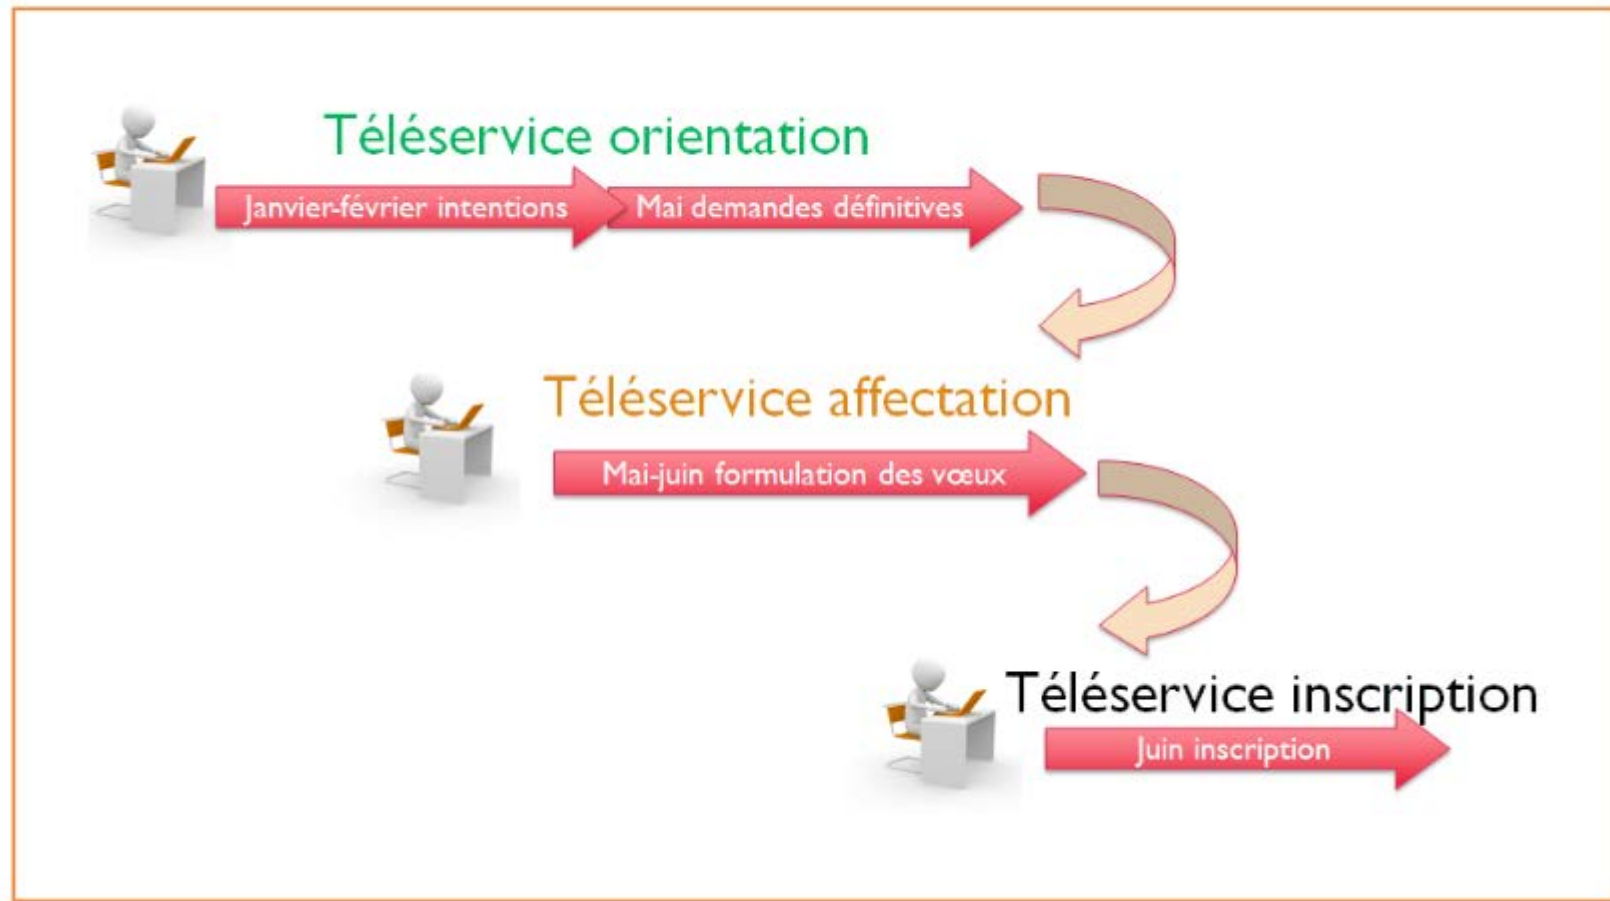 Téléservice orientation
Janvier-février intentions
Mai demandes définitives
Téléservice affectation
Mai-juin formulation des vœux
Téléservice inscription
Juin inscription